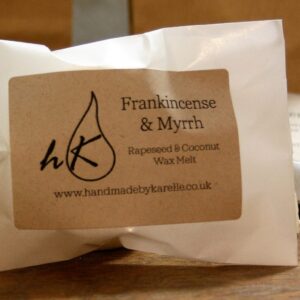 hK
Frankincense
& Myrrh
Rapeseed & Coconut
Wax Melt
www.handmadebykarelle.co.uk